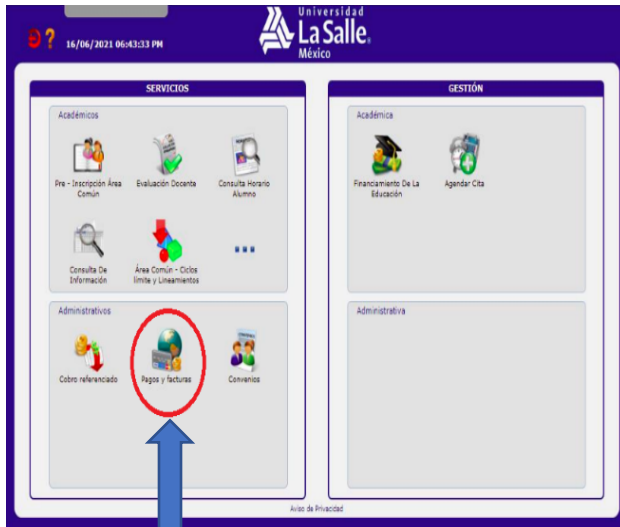 Universidad
La Salle®
México
16/06/2021 06:43:33 PM
SERVICIOS
Académicos
Pre - Inscripción Área
Común
Evaluación Docente
Consulta Horario
Alumno
Consulta De
Información
Área Común - Ciclos
límite y Lineamientos
Administrativos
Cobro referenciado
Pagos y facturas
Convenios
GESTIÓN
Académica
Financiamiento De La
Educación
Agendar Cita
Administrativa
Aviso de Privacidad